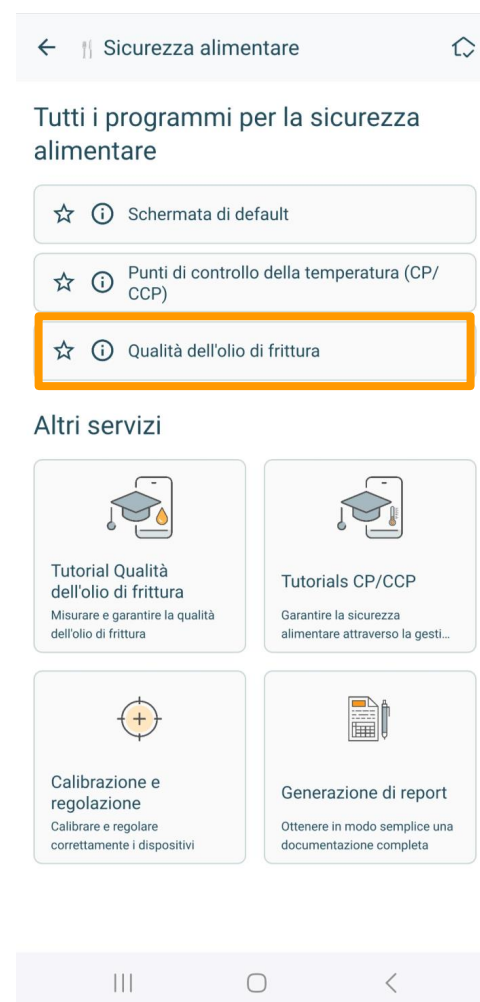 Sicurezza alimentare
Tutti i programmi per la sicurezza
alimentare
Schermata di default
Punti di controllo della temperatura (CP/
CCP)
Qualità dell'olio di frittura
Altri servizi
Tutorial Qualità
dell'olio di frittura
Misurare e garantire la qualità
dell'olio di frittura
Tutorials CP/CCP
Garantire la sicurezza
alimentare attraverso la gesti...
Calibrazione e
regolazione
Calibrare e regolare
correttamente i dispositivi
Generazione di report
Ottenere in modo semplice una
documentazione completa